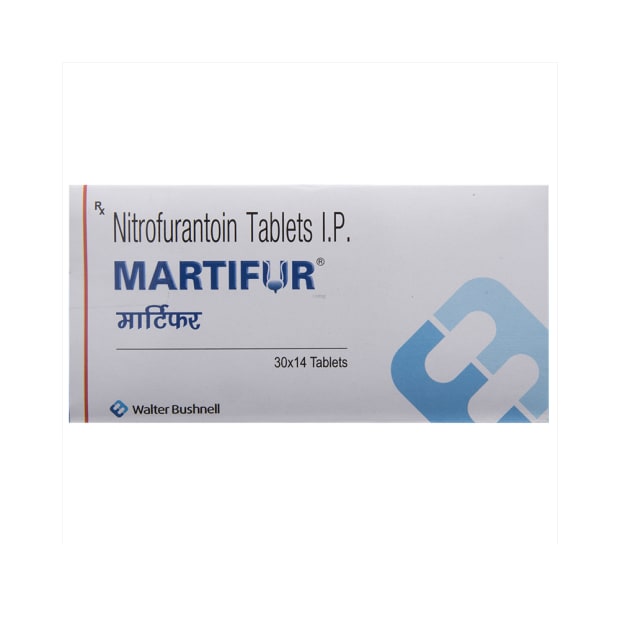 Rx
Nitrofurantoin Tablets I.P.
MARTIFUR®
मार्टिफर
30x14 Tablets
Walter Bushnell